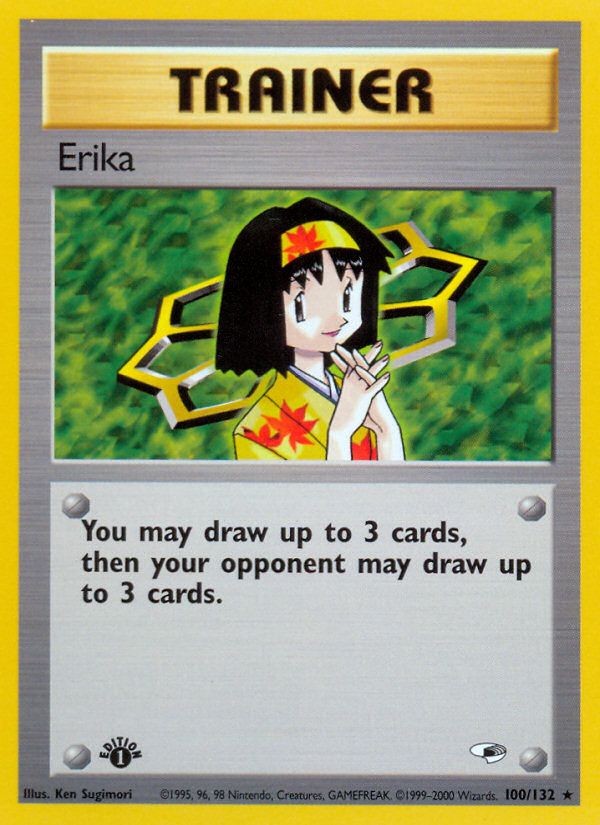 TRAINER
Erika
You may draw up to 3 cards,
then your opponent may draw up
to 3 cards.
EDITION
1
Illus. Ken Sugimori ©1995, 96, 98 Nintendo, Creatures, GAMEFREAK. ©1999–2000 Wizards. 100/132 ★